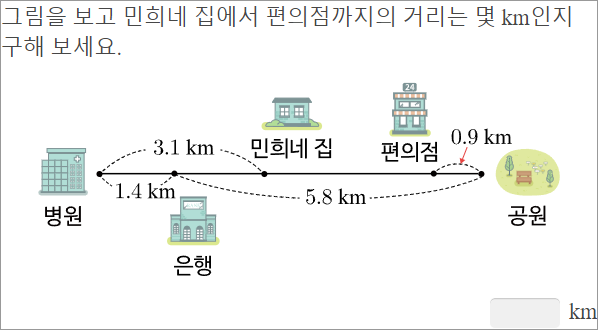 그림을 보고 민희네 집에서 편의점까지의 거리는 몇 km인지
구해 보세요.
24
3.1 km
민희네 집
편의점
0.9 km
병원
1.4 km
은행
5.8 km
공원
km